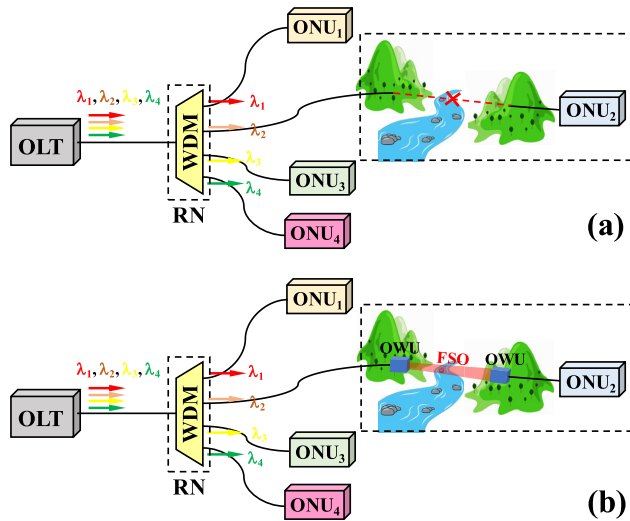 ONU₁
λ₁, λ₂, λ₃, λ₄
λ₁
OLT
WDM
λ₂
ONU₂
λ₃
ONU₃
λ₄
RN
ONU₄
(a)
ONU₁
OWU
FSO
OWU
λ₁, λ₂, λ₃, λ₄
λ₁
OLT
WDM
λ₂
ONU₂
λ₃
ONU₃
λ₄
RN
ONU₄
(b)